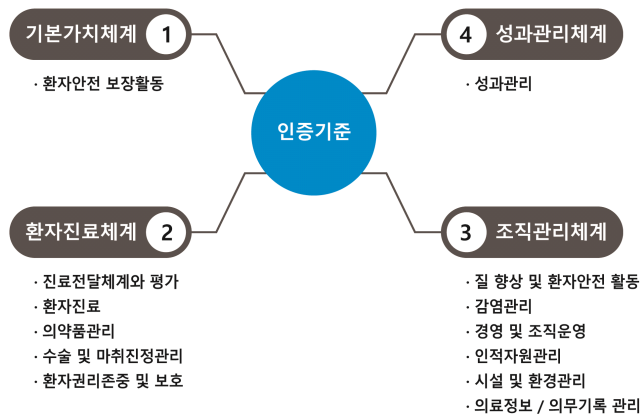 기본가치체계 1
· 환자안전 보장활동
4 성과관리체계
· 성과관리
인증기준
환자진료체계 2
· 진료전달체계와 평가
· 환자진료
· 의약품관리
· 수술 및 마취진정관리
· 환자권리존중 및 보호
3 조직관리체계
· 질 향상 및 환자안전 활동
· 감염관리
· 경영 및 조직운영
· 인적자원관리
· 시설 및 환경관리
· 의료정보 / 의무기록 관리